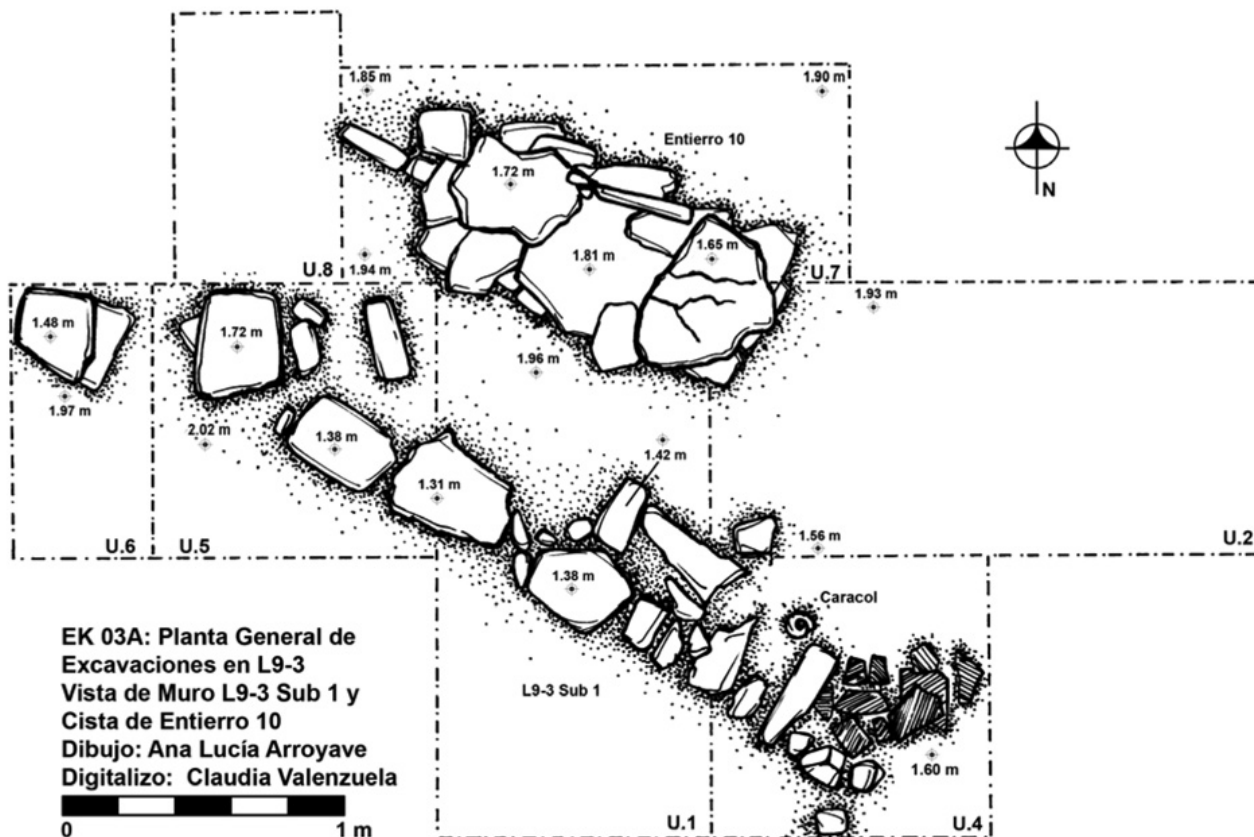 1.85 m
1.90 m
Entierro 10
1.72 m
N
1.81 m
1.65 m
1.94 m
U.8
U.7
1.93 m
1.48 m
1.72 m
1.96 m
1.97 m
2.02 m
1.38 m
1.42 m
1.31 m
1.56 m
U.6
U.5
U.2
1.38 m
Caracol
EK 03A: Planta General de
Excavaciones en L9-3
Vista de Muro L9-3 Sub 1 y
Cista de Entierro 10
Dibujo: Ana Lucía Arroyave
Digitalizo: Claudia Valenzuela
L9-3 Sub 1
1.60 m
0
1 m
U.1
U.4